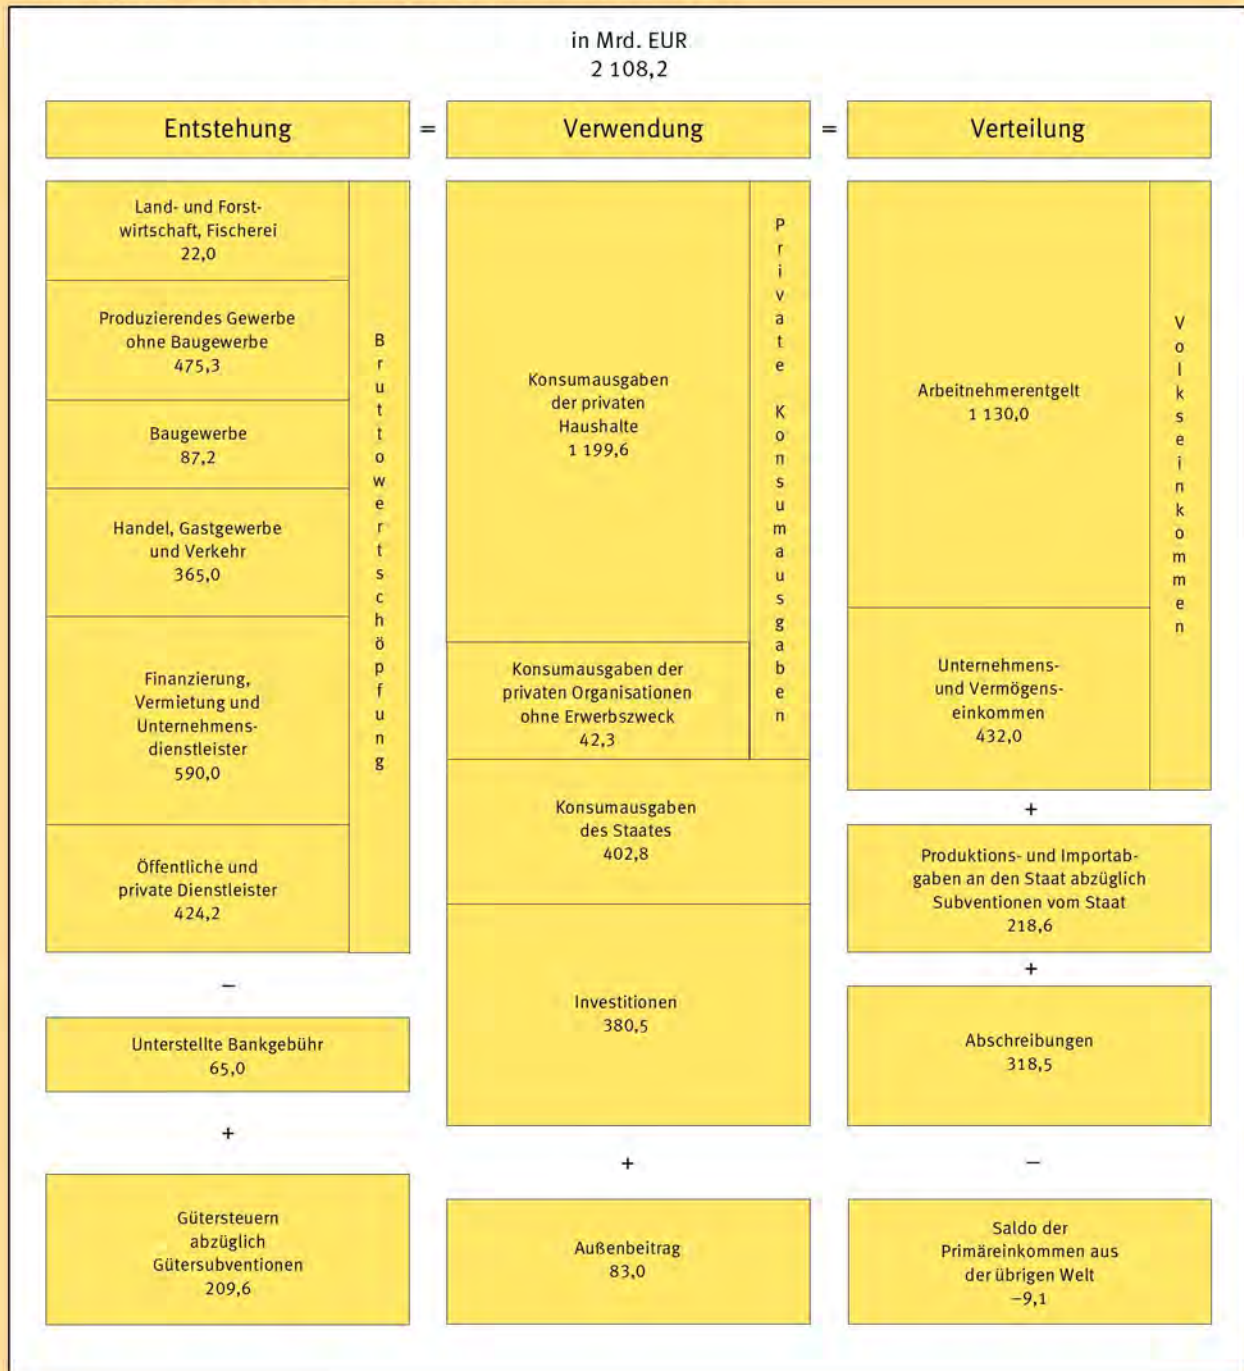 in Mrd. EUR
2 108,2
Entstehung = Verwendung = Verteilung
Land- und Forst-
wirtschaft, Fischerei
22,0
Produzierendes Gewerbe
ohne Baugewerbe
475,3
Baugewerbe
87,2
Handel, Gastgewerbe
und Verkehr
365,0
Finanzierung,
Vermietung und
Unternehmens-
dienstleister
590,0
Öffentliche und
private Dienstleister
424,2
Bruttowertschöpfung
–
Unterstellte Bankgebühr
65,0
+
Gütersteuern
abzüglich
Gütersubventionen
209,6
Konsumausgaben
der privaten
Haushalte
1 199,6
Konsumausgaben der
privaten Organisationen
ohne Erwerbszweck
42,3
Private Konsumausgaben
Konsumausgaben
des Staates
402,8
Investitionen
380,5
+
Außenbeitrag
83,0
Arbeitnehmerentgelt
1 130,0
Unternehmens-
und Vermögens-
einkommen
432,0
Volkseinkommen
+
Produktions- und Importab-
gaben an den Staat abzüglich
Subventionen vom Staat
218,6
+
Abschreibungen
318,5
–
Saldo der
Primäreinkommen aus
der übrigen Welt
–9,1